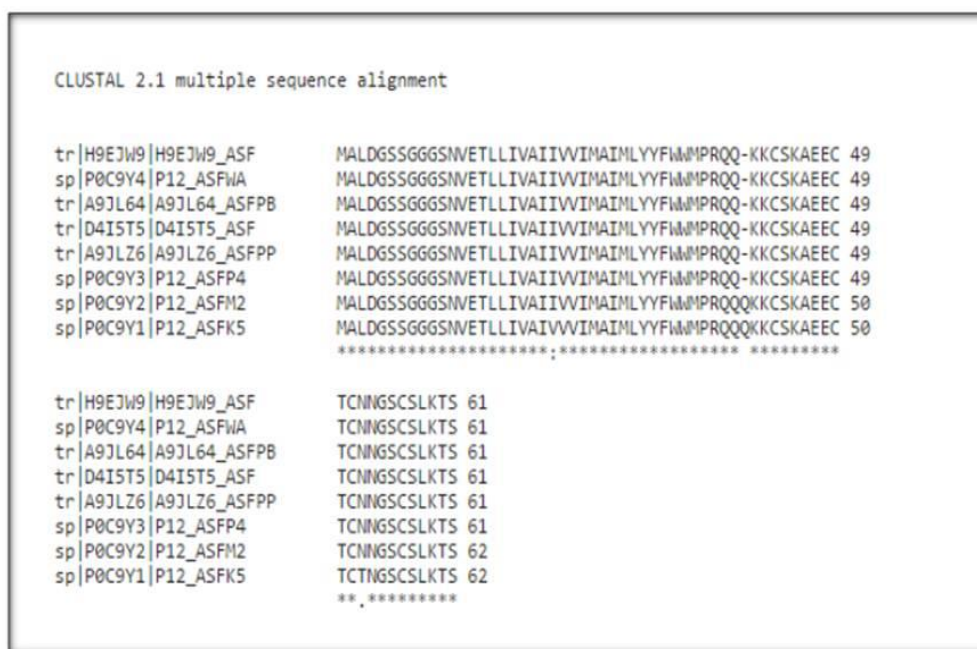 CLUSTAL 2.1 multiple sequence alignment
tr|H9EJW9|H9EJW9_ASF MALDGSSGGGSNVETLLIVAIIVVIMAIMLYYFWWMPRQQ-KKCSKAEEC 49
sp|P0C9Y4|P12_ASFWA MALDGSSGGGSNVETLLIVAIIVVIMAIMLYYFWWMPRQQ-KKCSKAEEC 49
tr|A9JL64|A9JL64_ASFPB MALDGSSGGGSNVETLLIVAIIVVIMAIMLYYFWWMPRQQ-KKCSKAEEC 49
tr|D4I5T5|D4I5T5_ASF MALDGSSGGGSNVETLLIVAIIVVIMAIMLYYFWWMPRQQ-KKCSKAEEC 49
tr|A9JLZ6|A9JLZ6_ASFPP MALDGSSGGGSNVETLLIVAIIVVIMAIMLYYFWWMPRQQ-KKCSKAEEC 49
sp|P0C9Y3|P12_ASFP4 MALDGSSGGGSNVETLLIVAIIVVIMAIMLYYFWWMPRQQ-KKCSKAEEC 49
sp|P0C9Y2|P12_ASFM2 MALDGSSGGGSNVETLLIVAIIVVIMAIMLYYFWWMPRQQQKKCSKAEEC 50
sp|P0C9Y1|P12_ASFK5 MALDGSSGGGSNVETLLIVAIVVVIMAIMLYYFWWMPRQQQKKCSKAEEC 50
*********************:****************** *********
tr|H9EJW9|H9EJW9_ASF TCNNGSCSLKTS 61
sp|P0C9Y4|P12_ASFWA TCNNGSCSLKTS 61
tr|A9JL64|A9JL64_ASFPB TCNNGSCSLKTS 61
tr|D4I5T5|D4I5T5_ASF TCNNGSCSLKTS 61
tr|A9JLZ6|A9JLZ6_ASFPP TCNNGSCSLKTS 61
sp|P0C9Y3|P12_ASFP4 TCNNGSCSLKTS 61
sp|P0C9Y2|P12_ASFM2 TCNNGSCSLKTS 62
sp|P0C9Y1|P12_ASFK5 TCTNGSCSLKTS 62
**.*********